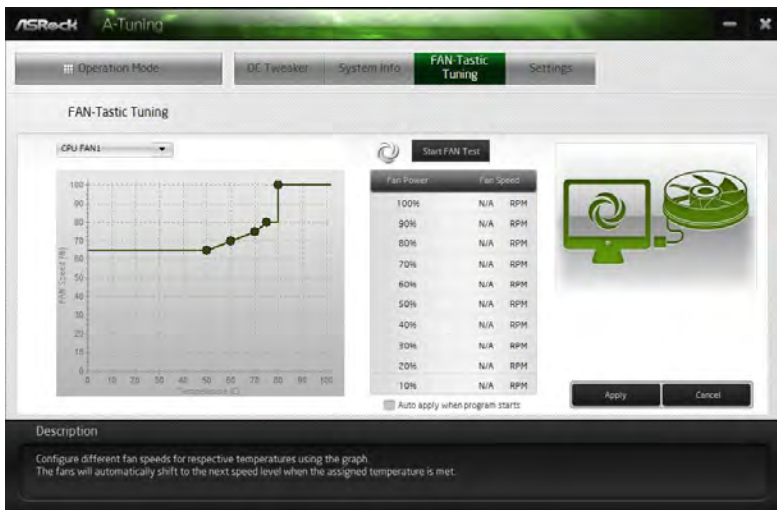 ASRock A-Tuning
Operation Mode
OC Tweaker
System Info
FAN-Tastic
Tuning
Settings
FAN-Tastic Tuning
CPU FAN1
Start FAN Test
FAN Speed (%)
100
90
80
70
60
50
40
30
20
10
0
0 10 20 30 40 50 60 70 80 90 100
Temperature (C)
Fan Power Fan Speed
100% N/A RPM
90% N/A RPM
80% N/A RPM
70% N/A RPM
60% N/A RPM
50% N/A RPM
40% N/A RPM
30% N/A RPM
20% N/A RPM
10% N/A RPM
Auto apply when program starts
Apply
Cancel
Description
Configure different fan speeds for respective temperatures using the graph.
The fans will automatically shift to the next speed level when the assigned temperature is met.